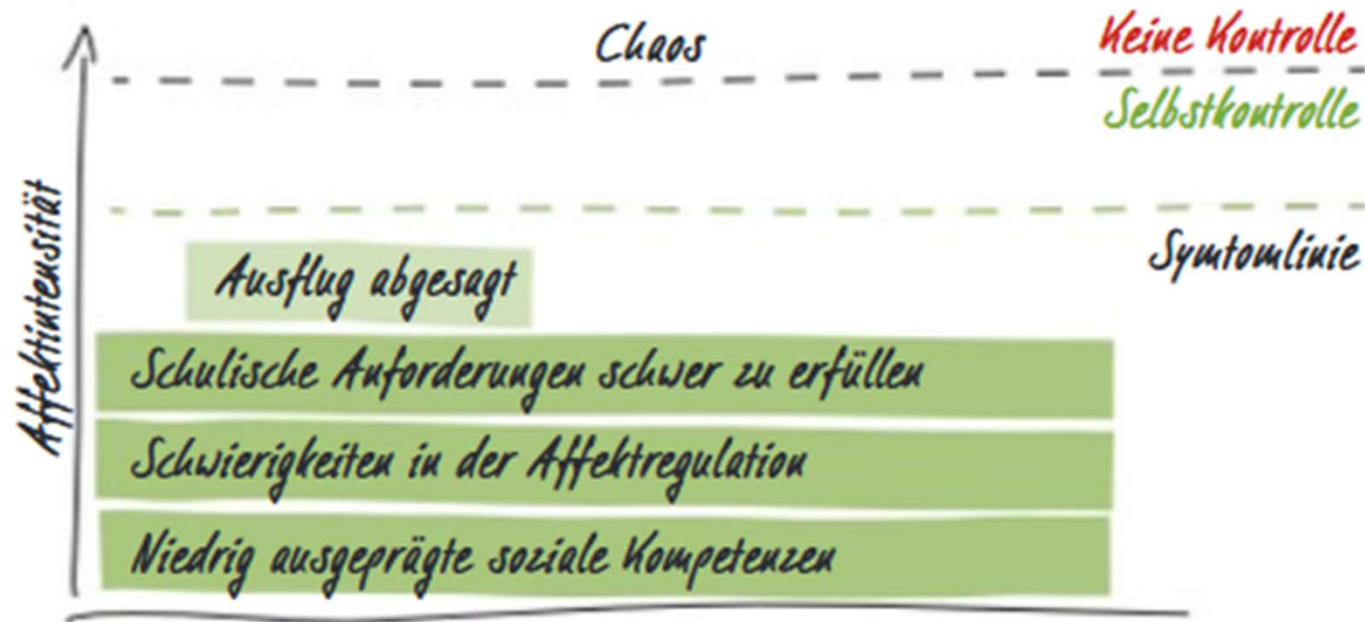 Chaos
Keine Kontrolle
Selbstkontrolle
Symtomlinie
Affektintensität
Ausflug abgesagt
Schulische Anforderungen schwer zu erfüllen
Schwierigkeiten in der Affektregulation
Niedrig ausgeprägte soziale Kompetenzen